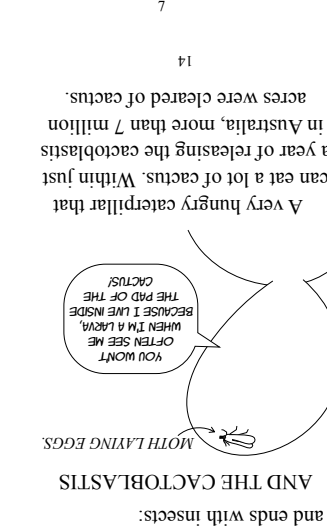 and ends with insects:
AND THE CACTOBLASTIS
MOTH LAYING EGGS.
YOU WON'T
OFTEN SEE ME
WHEN I'M A LARVA,
BECAUSE I LIVE INSIDE
THE PAD OF THE
CACTUS!
A very hungry caterpillar that
can eat a lot of cactus. Within just
a year of releasing the cactoblastis
in Australia, more than 7 million
acres were cleared of cactus.
14
7